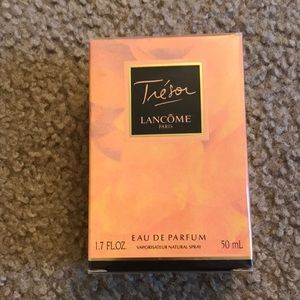 Trésor
LANCÔME
PARIS
EAU DE PARFUM
1.7 FL.OZ. VAPORISATEUR NATURAL SPRAY 50 mL